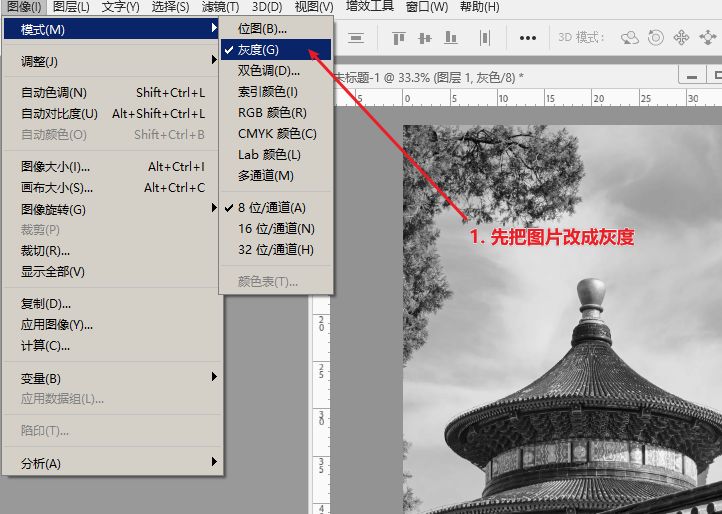 图像(I) 图层(L) 文字(Y) 选择(S) 滤镜(T) 3D(D) 视图(V) 增效工具 窗口(W) 帮助(H)
模式(M)
调整(J)
自动色调(N) Shift+Ctrl+L
自动对比度(U) Alt+Shift+Ctrl+L
自动颜色(O) Shift+Ctrl+B
图像大小(I)... Alt+Ctrl+I
画布大小(S)... Alt+Ctrl+C
图像旋转(G)
裁剪(P)
裁切(R)...
显示全部(V)
复制(D)...
应用图像(Y)...
计算(C)...
变量(B)
应用数据组(L)...
陷印(T)...
分析(A)
位图(B)...
灰度(G)
双色调(D)...
索引颜色(I)
RGB 颜色(R)
CMYK 颜色(C)
Lab 颜色(L)
多通道(M)
8 位/通道(A)
16 位/通道(N)
32 位/通道(H)
颜色表(T)...
3D 模式:
未标题-1 @ 33.3% (图层 1, 灰色/8) *
5 0 5 10 15 20 25 30
1. 先把图片改成灰度
20
25
30
35
4